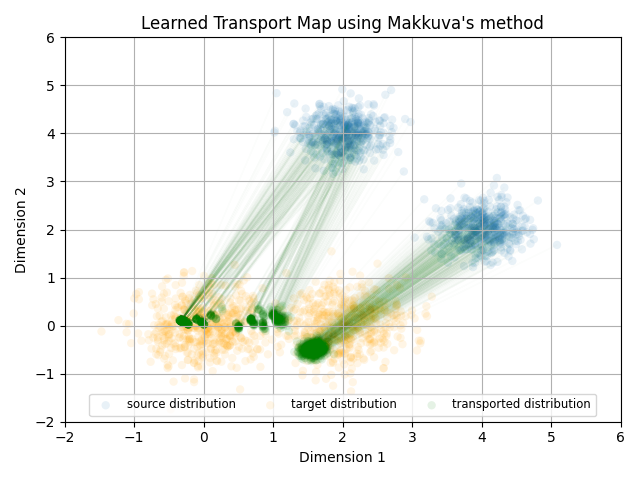 Learned Transport Map using Makkuva's method
6
5
4
3
2
1
0
−1
−2
Dimension 2
source distribution target distribution transported distribution
−2 −1 0 1 2 3 4 5 6
Dimension 1